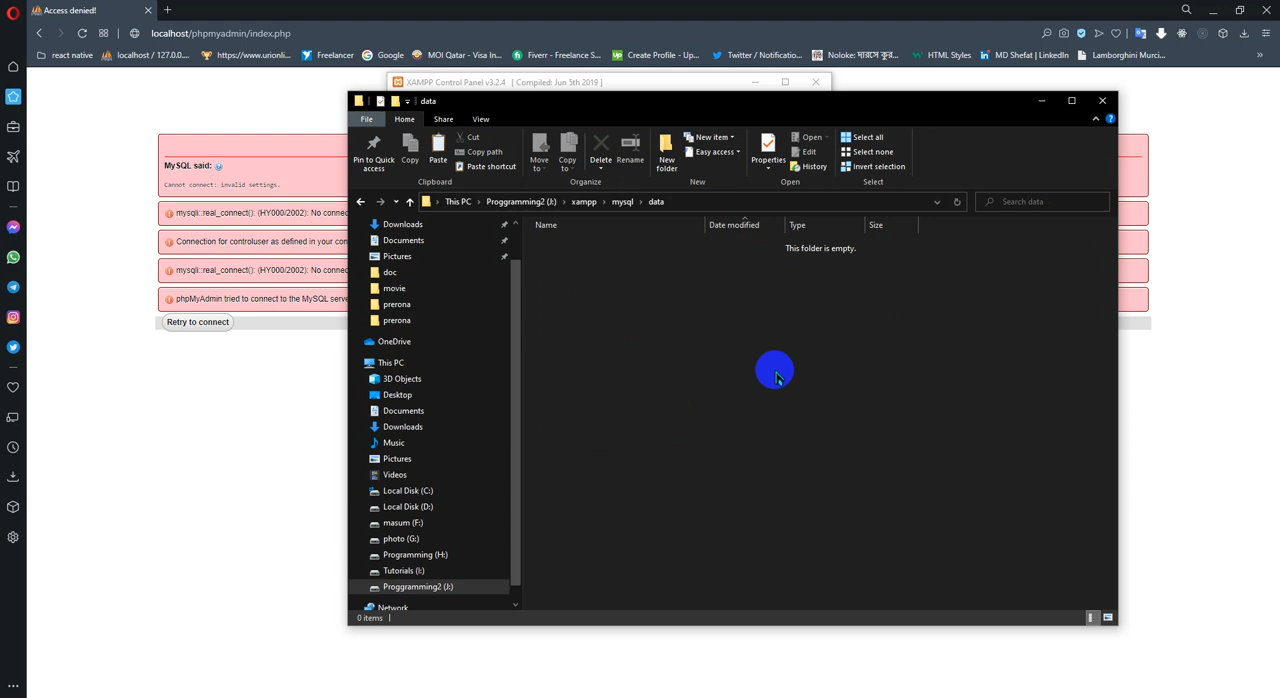 Access denied!
localhost/phpmyadmin/index.php
react native
localhost / 127.0.0....
https://www.urionli...
Freelancer
Google
MOI Qatar - Visa In...
Fiverr - Freelance S...
Create Profile - Up...
Twitter / Notificatio...
HTML Styles
MD Shefat | LinkedIn
Lamborghini Murci...
XAMPP Control Panel v3.2.4 [ Compiled: Jun 5th 2019 ]
data
File
Home
Share
View
Pin to Quick access
Copy
Paste
Cut
Copy path
Paste shortcut
Clipboard
Move to
Copy to
Delete
Rename
Organize
New folder
New item
Easy access
New
Properties
Open
Edit
History
Open
Select all
Select none
Invert selection
Select
This PC
Proggramming2 (J:)
xampp
mysql
data
Search data
MySQL said:
Cannot connect: invalid settings.
mysqli::real_connect(): (HY000/2002): No connec
Connection for controluser as defined in your con
mysqli::real_connect(): (HY000/2002): No connec
phpMyAdmin tried to connect to the MySQL serve
Retry to connect
Downloads
Documents
Pictures
doc
movie
prerona
prerona
OneDrive
This PC
3D Objects
Desktop
Documents
Downloads
Music
Pictures
Videos
Local Disk (C:)
Local Disk (D:)
masum (F:)
photo (G:)
Programming (H:)
Tutorials (I:)
Proggramming2 (J:)
Network
Name
Date modified
Type
Size
This folder is empty.
0 items